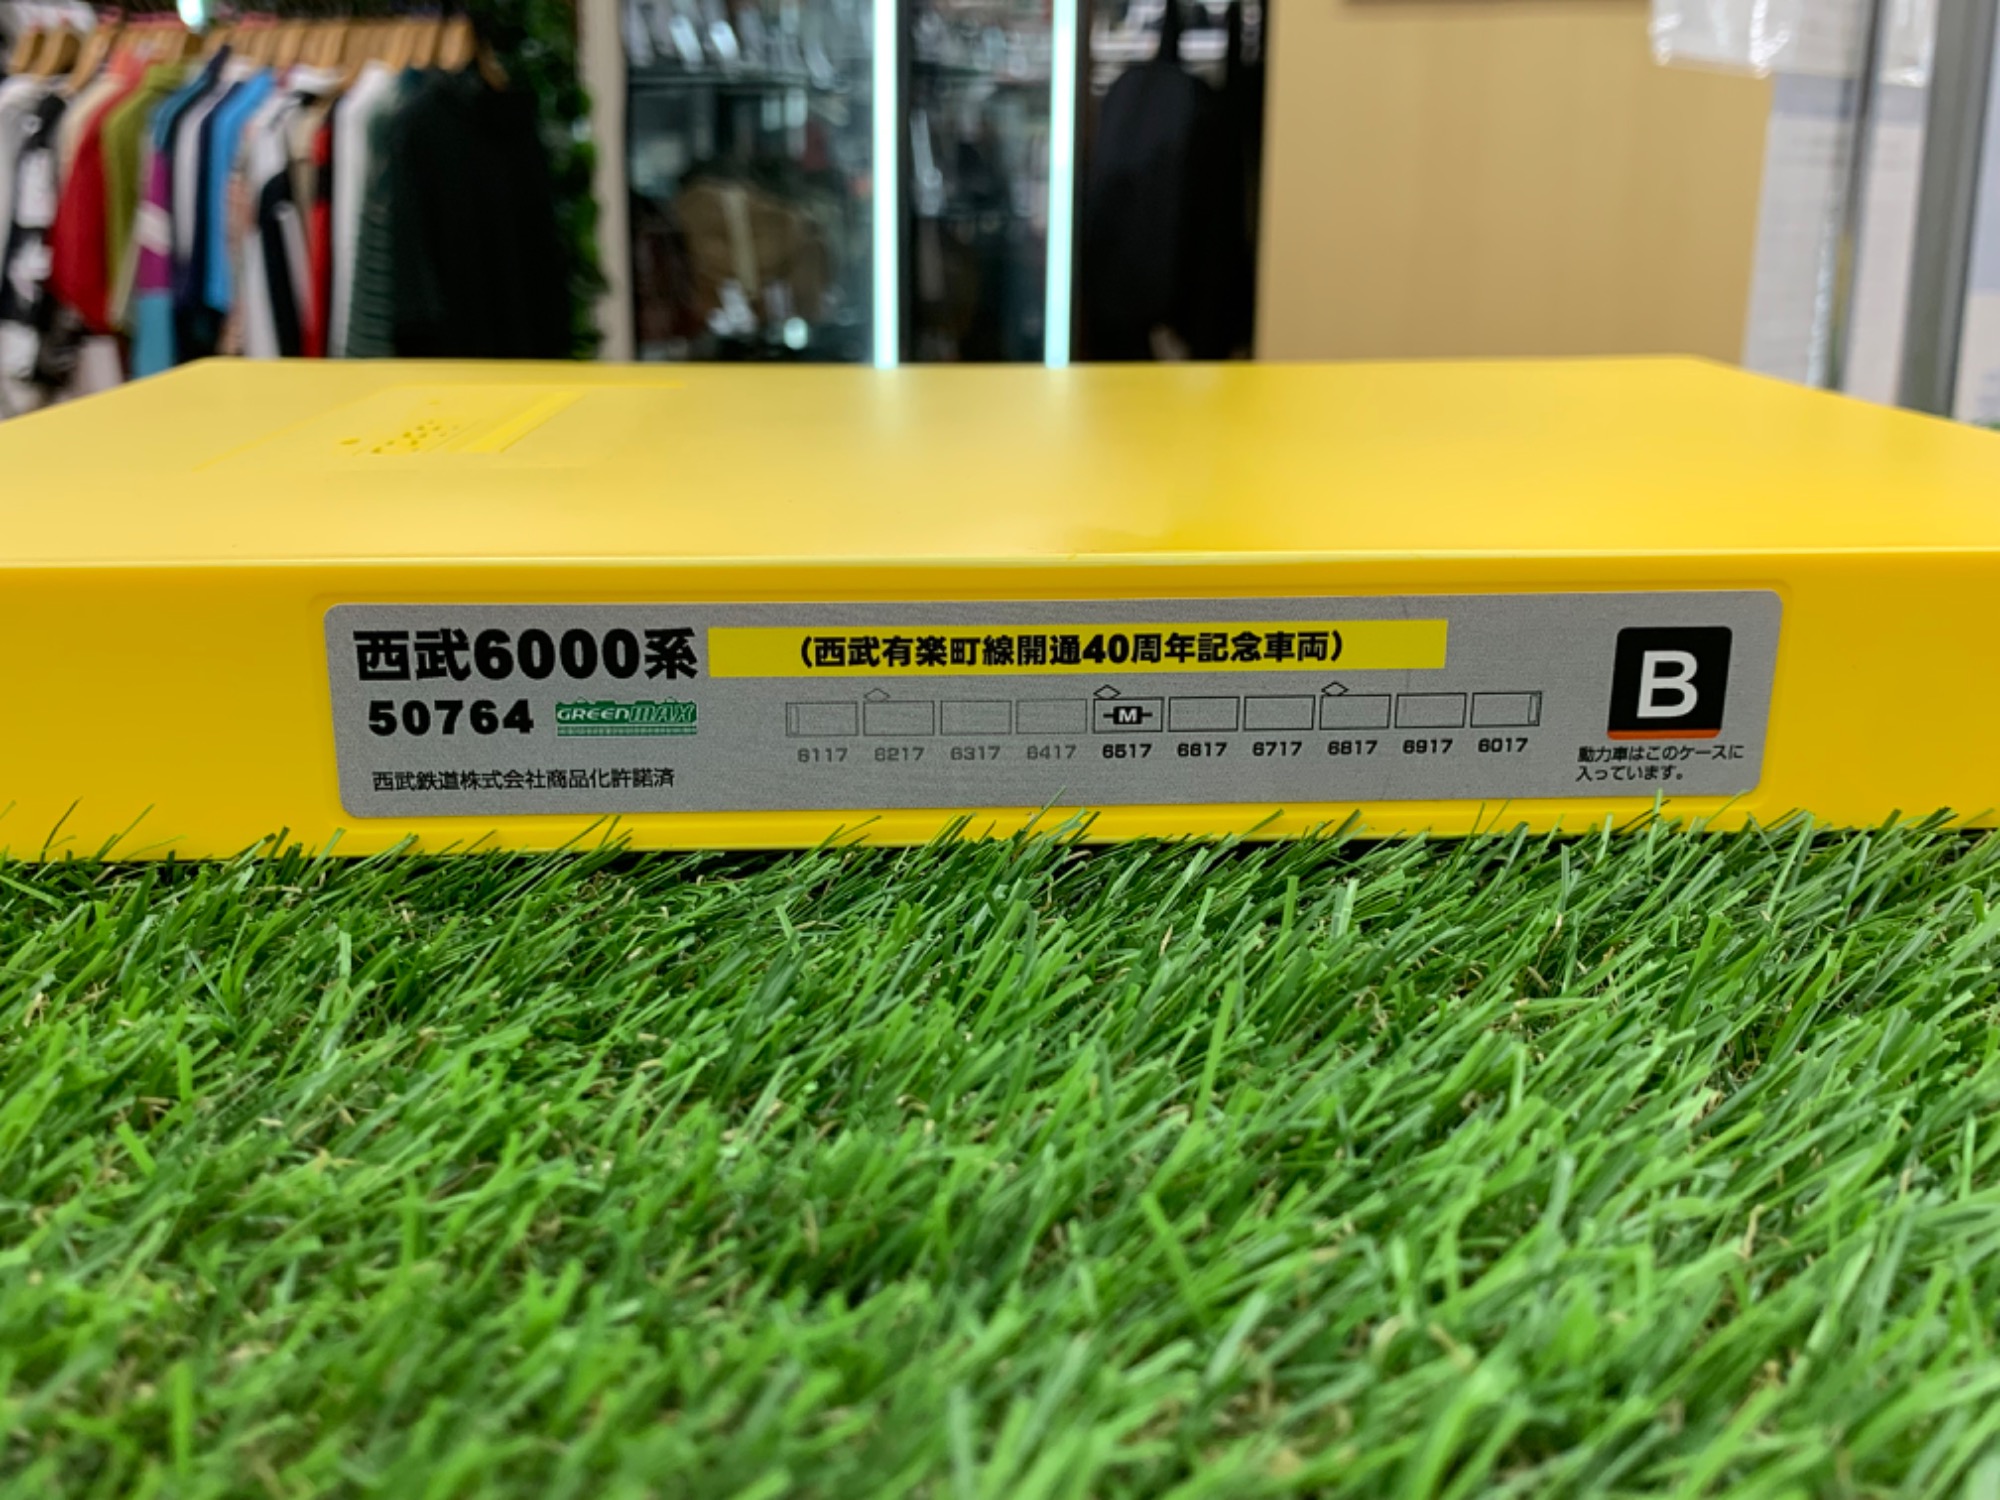 西武6000系 （西武有楽町線開通40周年記念車両）
50764 GREENMAX
6117 6217 6317 6417 6517 6617 6717 6817 6917 6017
M
西武鉄道株式会社商品化許諾済
B
動力車はこのケースに
入っています。